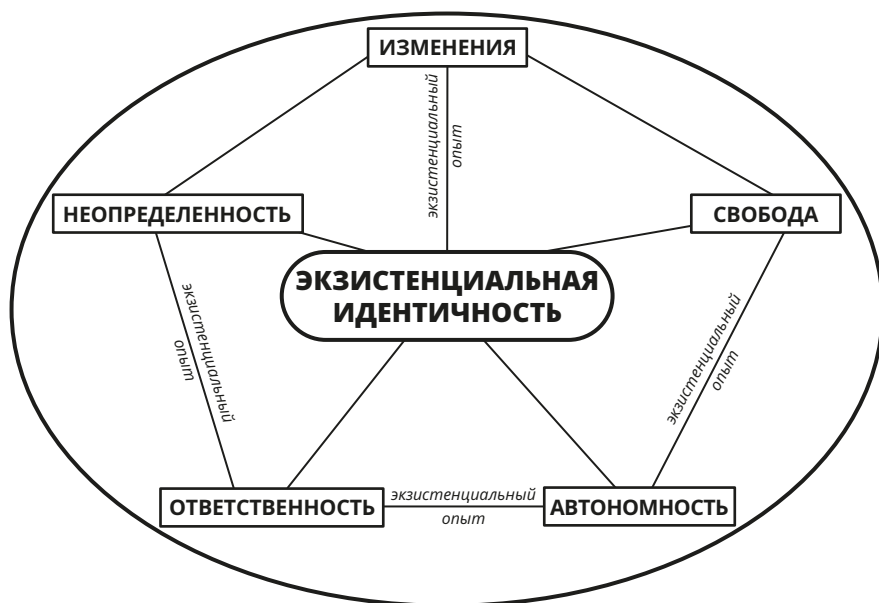 ИЗМЕНЕНИЯ
экзистенциальный
опыт
НЕОПРЕДЕЛЕННОСТЬ
СВОБОДА
ЭКЗИСТЕНЦИАЛЬНАЯ
ИДЕНТИЧНОСТЬ
экзистенциальный
опыт
экзистенциальный
опыт
ОТВЕТСТВЕННОСТЬ
экзистенциальный
опыт
АВТОНОМНОСТЬ